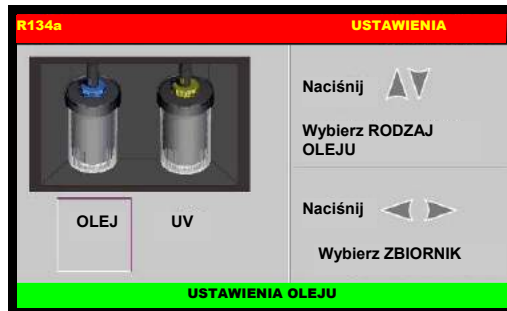 R134a USTAWIENIA
Naciśnij
Wybierz RODZAJ
OLEJU
OLEJ UV
Naciśnij
Wybierz ZBIORNIK
USTAWIENIA OLEJU